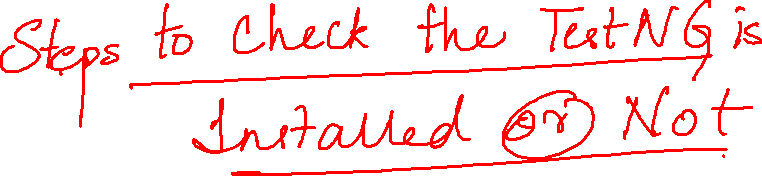 Steps to Check the TestNG is
Installed or Not